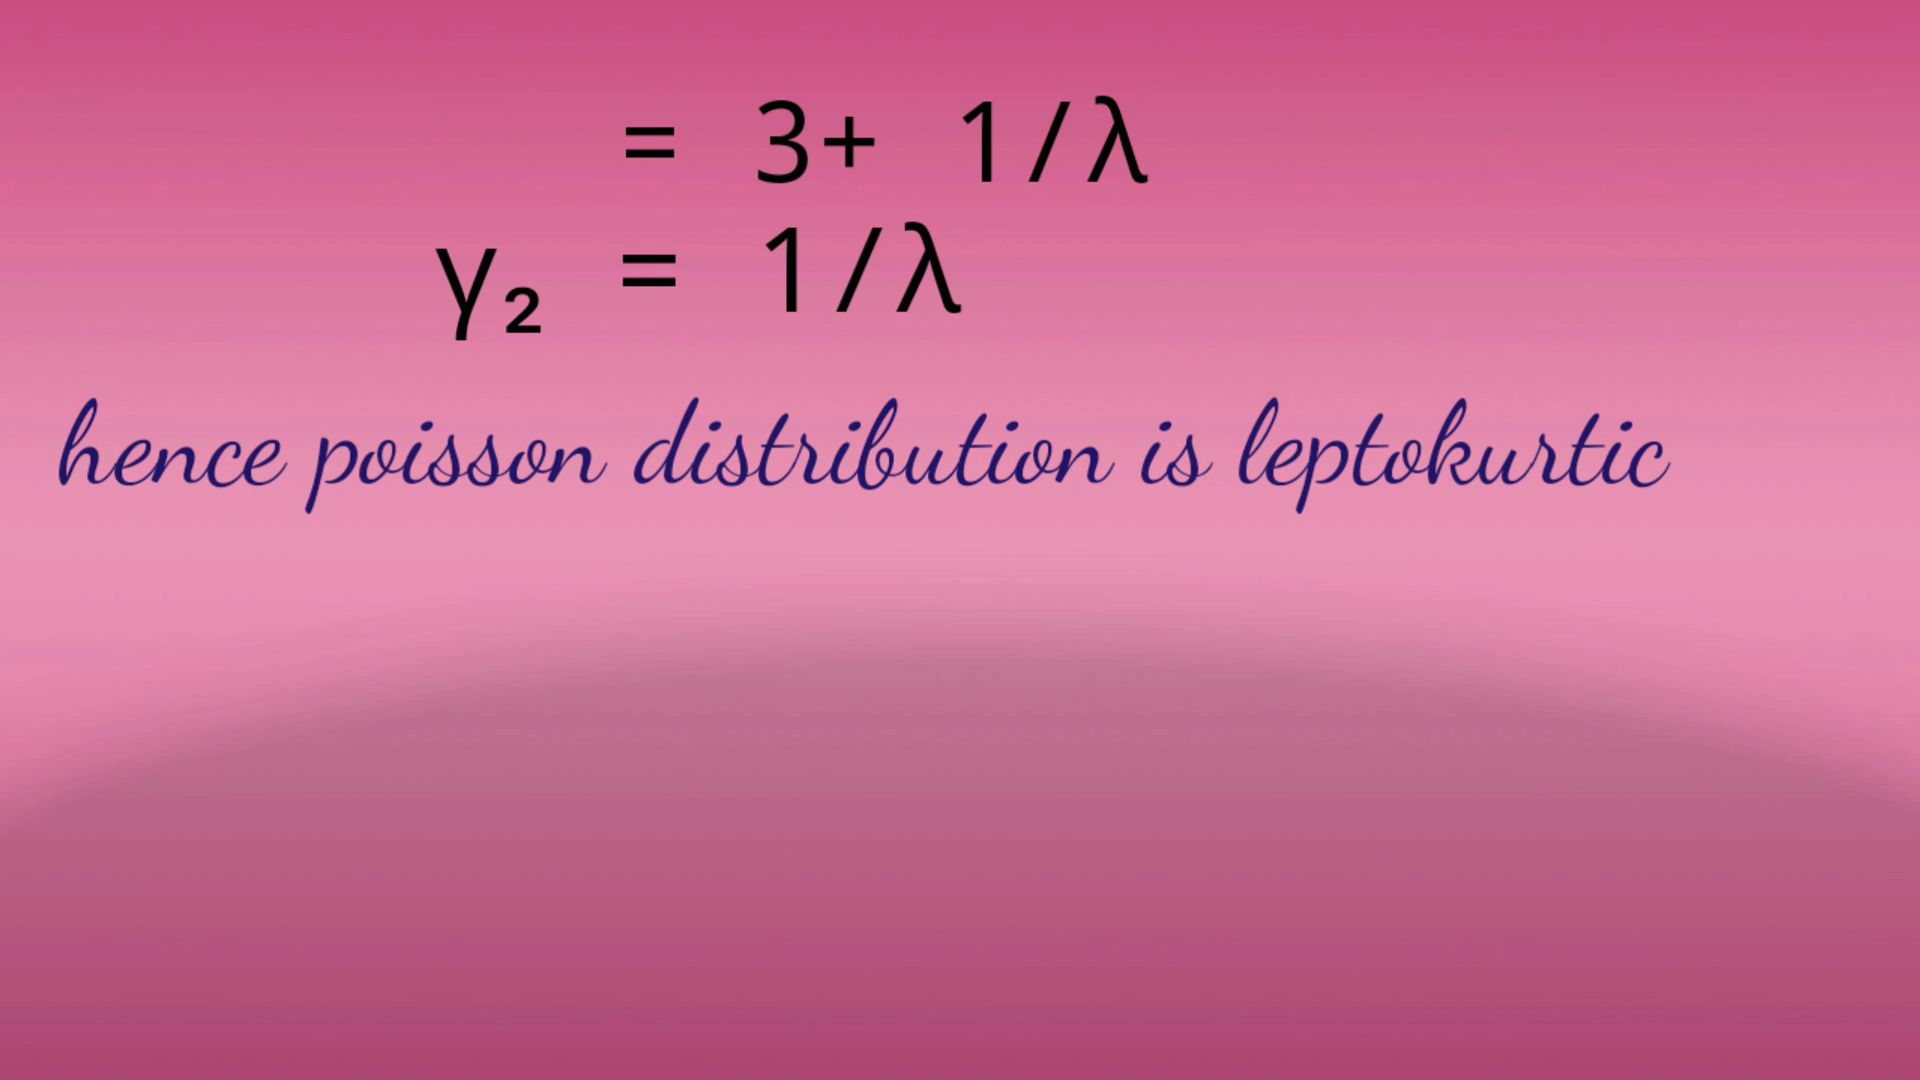 = 3+ 1/λ
γ₂ = 1/λ
hence poisson distribution is leptokurtic